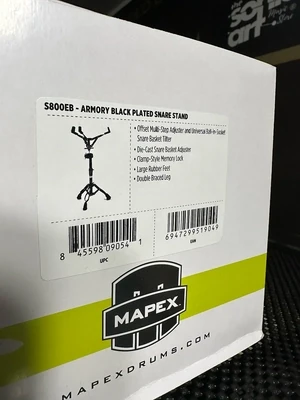 S800EB - ARMORY BLACK PLATED SNARE STAND
• Offset Multi-Step Adjuster and Universal Ball-in-Socket
Snare Basket Tilter
• Die-Cast Snare Basket Adjuster
• Clamp-Style Memory Lock
• Large Rubber Feet
• Double Braced Leg
8 45598 09054 1
UPC
6947299519049
EAN
MAPEX
MAPEXDRUMS.COM